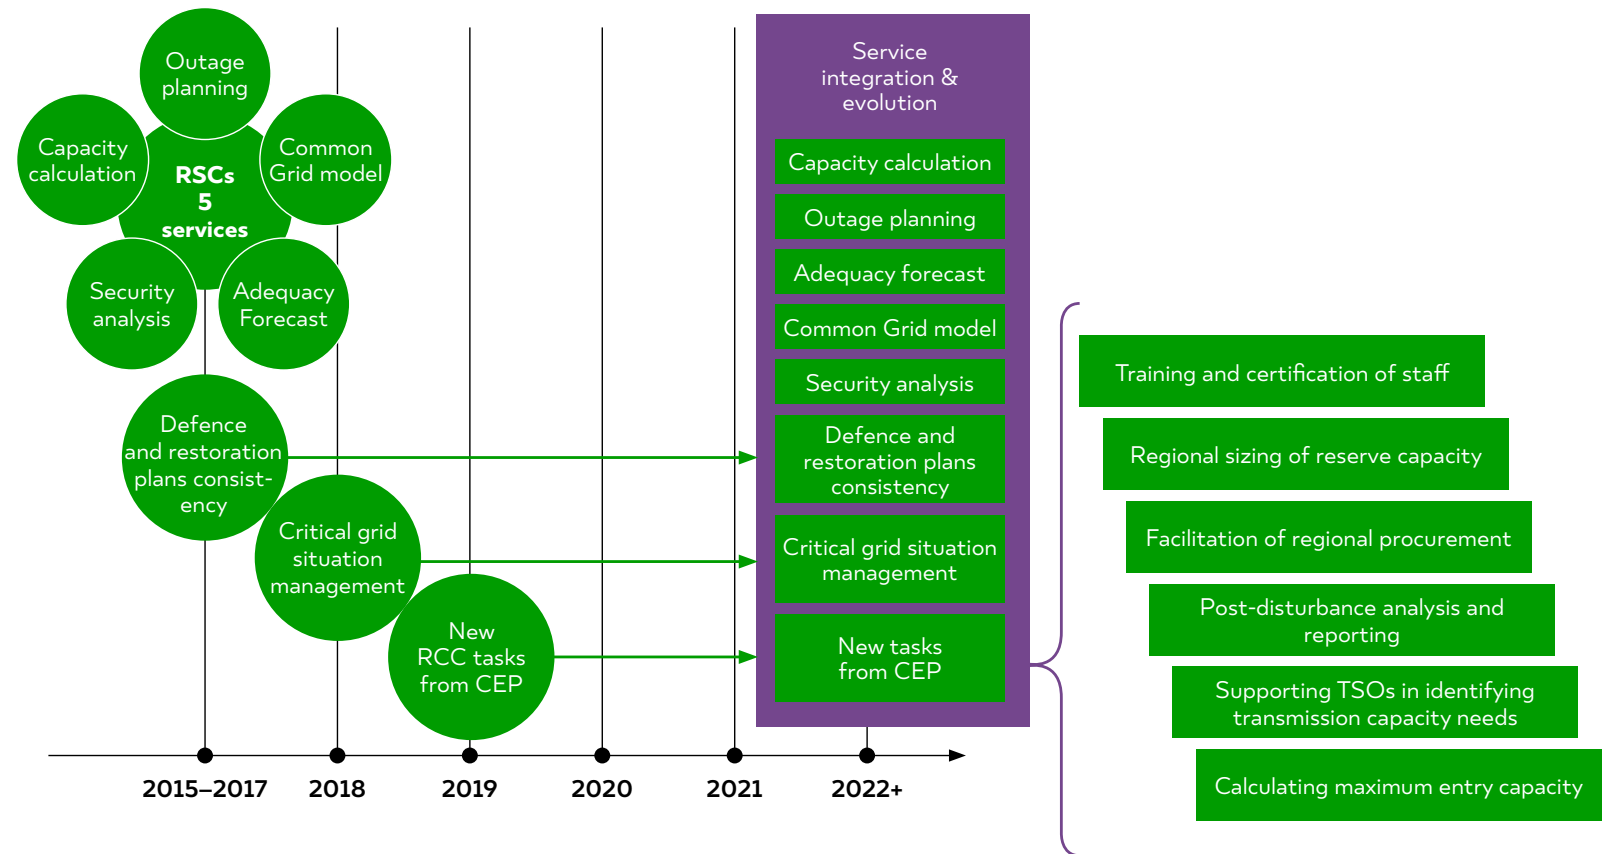 Outage
planning
Capacity
calculation
Common
Grid model
RSCs
5
services
Security
analysis
Adequacy
Forecast
Defence
and restoration
plans consist-
ency
Critical grid
situation
management
New
RCC tasks
from CEP
Service
integration &
evolution
Capacity calculation
Outage planning
Adequacy forecast
Common Grid model
Security analysis
Defence and
restoration plans
consistency
Critical grid situation
management
New tasks
from CEP
Training and certification of staff
Regional sizing of reserve capacity
Facilitation of regional procurement
Post-disturbance analysis and
reporting
Supporting TSOs in identifying
transmission capacity needs
Calculating maximum entry capacity
2015–2017
2018
2019
2020
2021
2022+